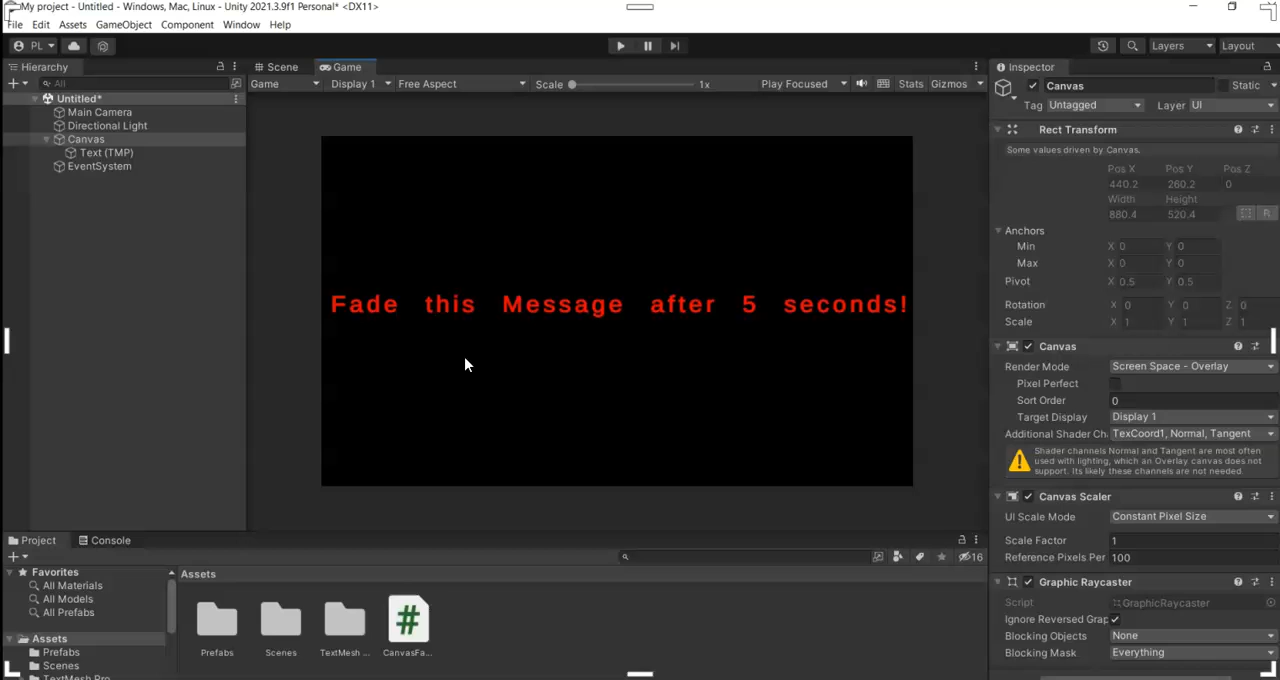 My project - Untitled - Windows, Mac, Linux - Unity 2021.3.9f1 Personal* <DX11>
File Edit Assets GameObject Component Window Help
PL Layers Layout
Hierarchy
All
Untitled*
Main Camera
Directional Light
Canvas
Text (TMP)
EventSystem
Scene Game
Game Display 1 Free Aspect Scale 1x Play Focused Stats Gizmos
Fade this Message after 5 seconds!
Inspector
Canvas Static
Tag Untagged Layer UI
Rect Transform
Some values driven by Canvas.
Pos X Pos Y Pos Z
440.2 260.2 0
Width Height
880.4 520.4 R
Anchors
Min X 0 Y 0
Max X 0 Y 0
Pivot X 0.5 Y 0.5
Rotation X 0 Y 0 Z 0
Scale X 1 Y 1 Z 1
Canvas
Render Mode Screen Space - Overlay
Pixel Perfect
Sort Order 0
Target Display Display 1
Additional Shader Ch TexCoord1, Normal, Tangent
Shader channels Normal and Tangent are most often
used with lighting, which an Overlay canvas does not
support. Its likely these channels are not needed.
Canvas Scaler
UI Scale Mode Constant Pixel Size
Scale Factor 1
Reference Pixels Per 100
Graphic Raycaster
Script GraphicRaycaster
Ignore Reversed Grap
Blocking Objects None
Blocking Mask Everything
Project Console
16
Favorites
All Materials
All Models
All Prefabs
Assets
Prefabs
Scenes
TextMesh Pro
Assets
Prefabs Scenes TextMesh ... CanvasFa...